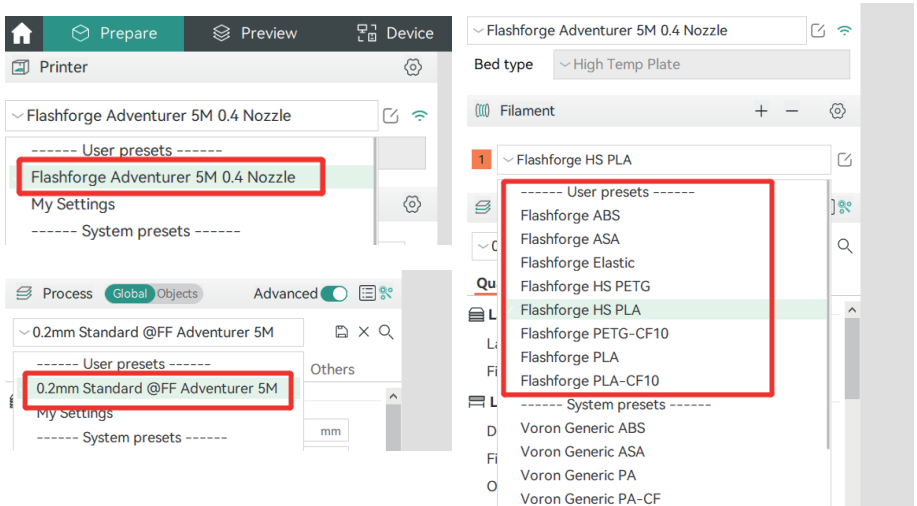 Prepare
Preview
Device
Printer
Flashforge Adventurer 5M 0.4 Nozzle
------ User presets ------
Flashforge Adventurer 5M 0.4 Nozzle
My Settings
------ System presets ------
Process Global Objects Advanced
0.2mm Standard @FF Adventurer 5M
------ User presets ------
Others
0.2mm Standard @FF Adventurer 5M
My Settings
mm
------ System presets ------
Flashforge Adventurer 5M 0.4 Nozzle
Bed type High Temp Plate
Filament
1 Flashforge HS PLA
------ User presets ------
Flashforge ABS
Flashforge ASA
Flashforge Elastic
Flashforge HS PETG
Flashforge HS PLA
Flashforge PETG-CF10
Flashforge PLA
Flashforge PLA-CF10
------ System presets ------
Voron Generic ABS
Voron Generic ASA
Voron Generic PA
Voron Generic PA-CF